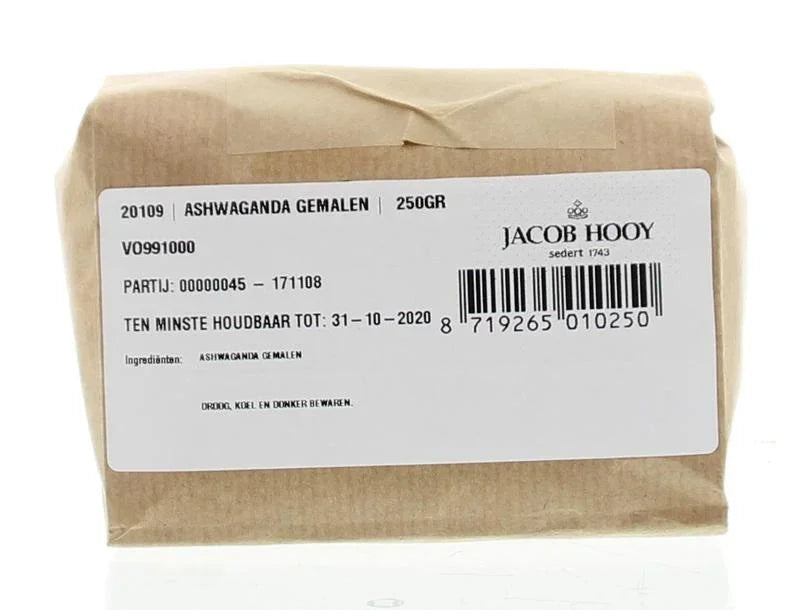 20109 | ASHWAGANDA GEMALEN | 250GR
VO991000
PARTIJ: 00000045 – 171108
TEN MINSTE HOUDBAAR TOT: 31–10–2020
Ingrediënten: ASHWAGANDA GEMALEN
DROOG, KOEL EN DONKER BEWAREN.
JACOB HOOY
sedert 1743
8 719265 010250